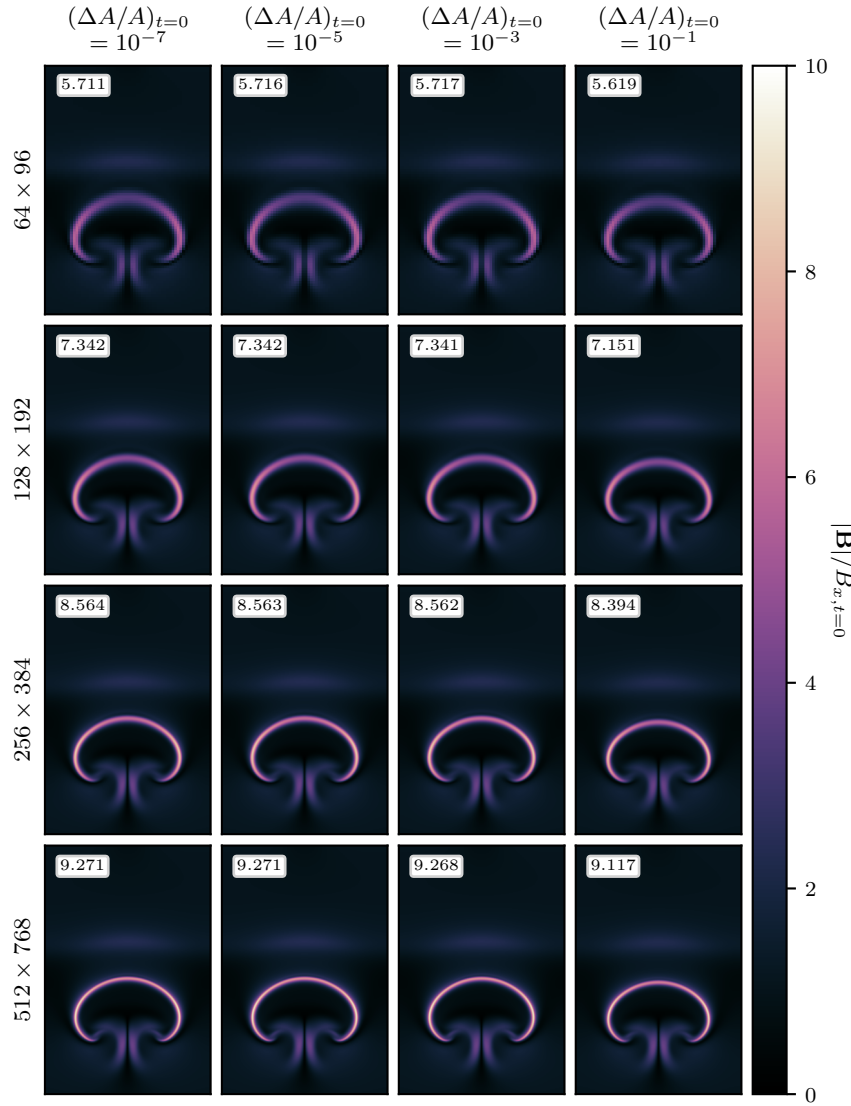 (ΔA/A)_{t=0} (ΔA/A)_{t=0} (ΔA/A)_{t=0} (ΔA/A)_{t=0}
= 10^{−7} = 10^{−5} = 10^{−3} = 10^{−1}
64 × 96
5.711 5.716 5.717 5.619
128 × 192
7.342 7.342 7.341 7.151
256 × 384
8.564 8.563 8.562 8.394
512 × 768
9.271 9.271 9.268 9.117
10
8
6
4
2
0
|𝐁|/B_{x,t=0}